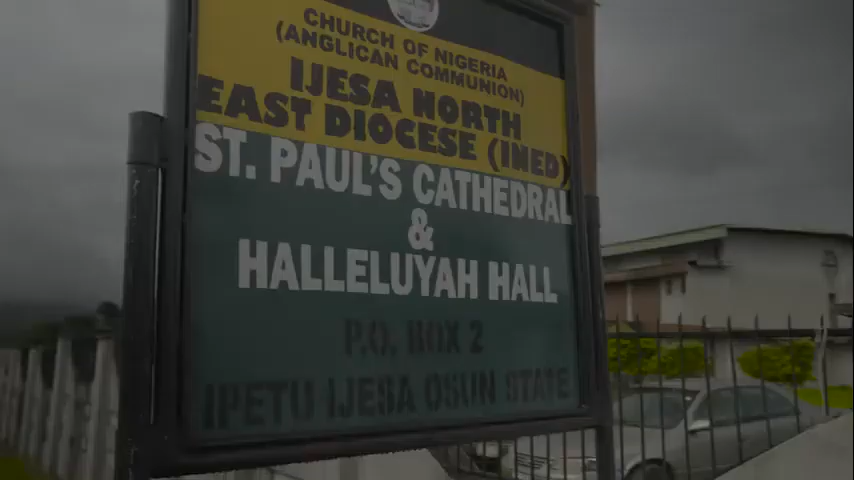 CHURCH OF NIGERIA
(ANGLICAN COMMUNION)
IJESA NORTH
EAST DIOCESE (INED)
ST. PAUL'S CATHEDRAL
&
HALLELUYAH HALL
P.O. BOX 2
IPETU IJESA OSUN STATE